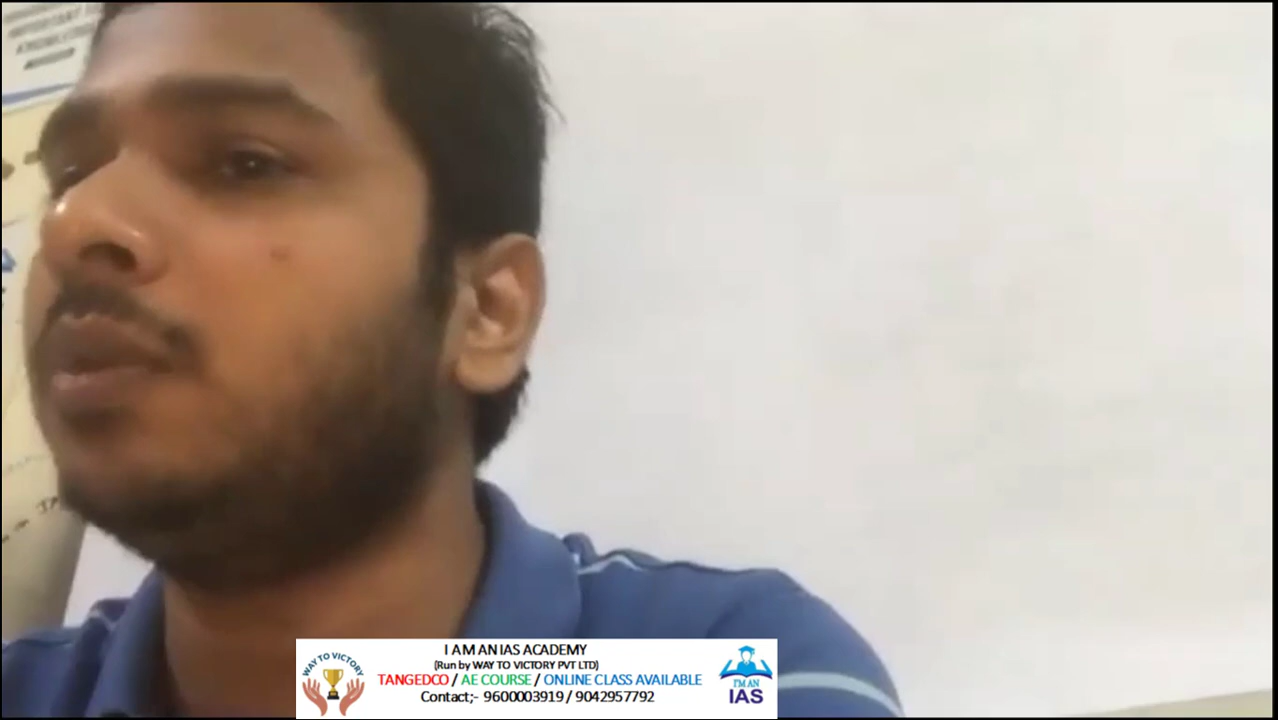 I AM AN IAS ACADEMY
(Run by WAY TO VICTORY PVT LTD)
TANGEDCO / AE COURSE / ONLINE CLASS AVAILABLE
Contact;- 9600003919 / 9042957792
WAY TO VICTORY
I'M AN
IAS